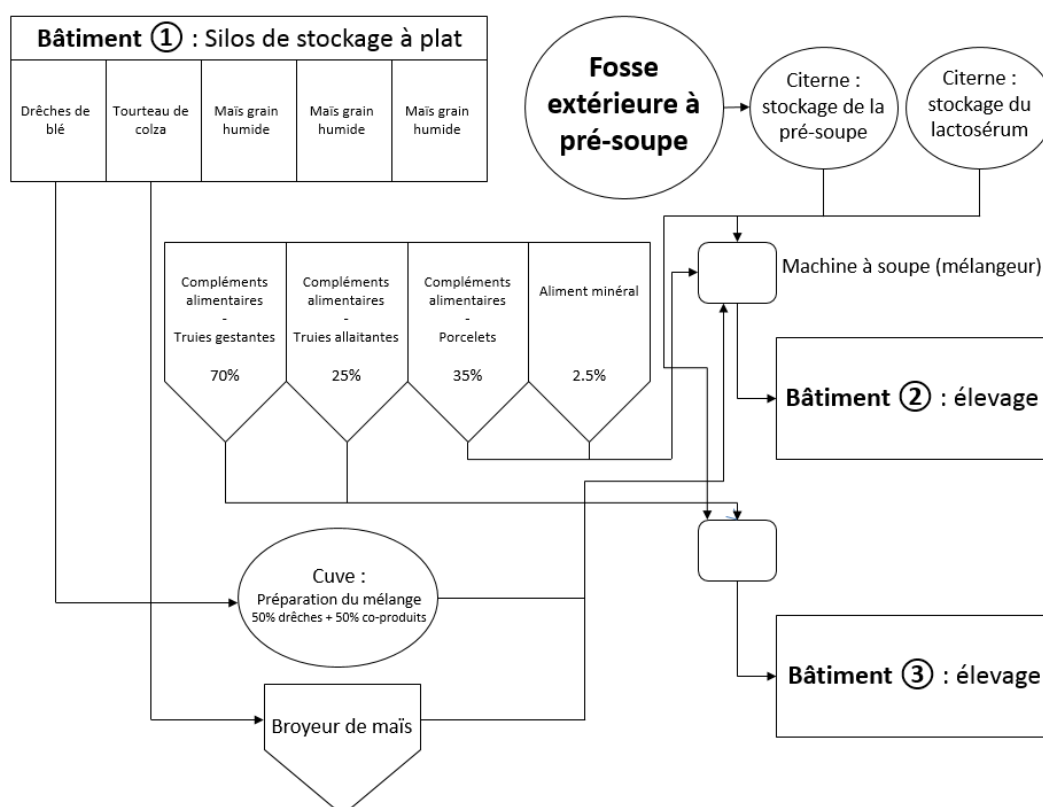 Bâtiment ① : Silos de stockage à plat
Drêches de
blé
Tourteau de
colza
Maïs grain
humide
Maïs grain
humide
Maïs grain
humide
Fosse
extérieure à
pré-soupe
Citerne :
stockage de la
pré-soupe
Citerne :
stockage du
lactosérum
Machine à soupe (mélangeur)
Compléments
alimentaires
-
Truies gestantes
70%
Compléments
alimentaires
-
Truies allaitantes
25%
Compléments
alimentaires
-
Porcelets
35%
Aliment minéral
2.5%
Bâtiment ② : élevage
Cuve :
Préparation du mélange
50% drêches + 50% co-produits
Bâtiment ③ : élevage
Broyeur de maïs